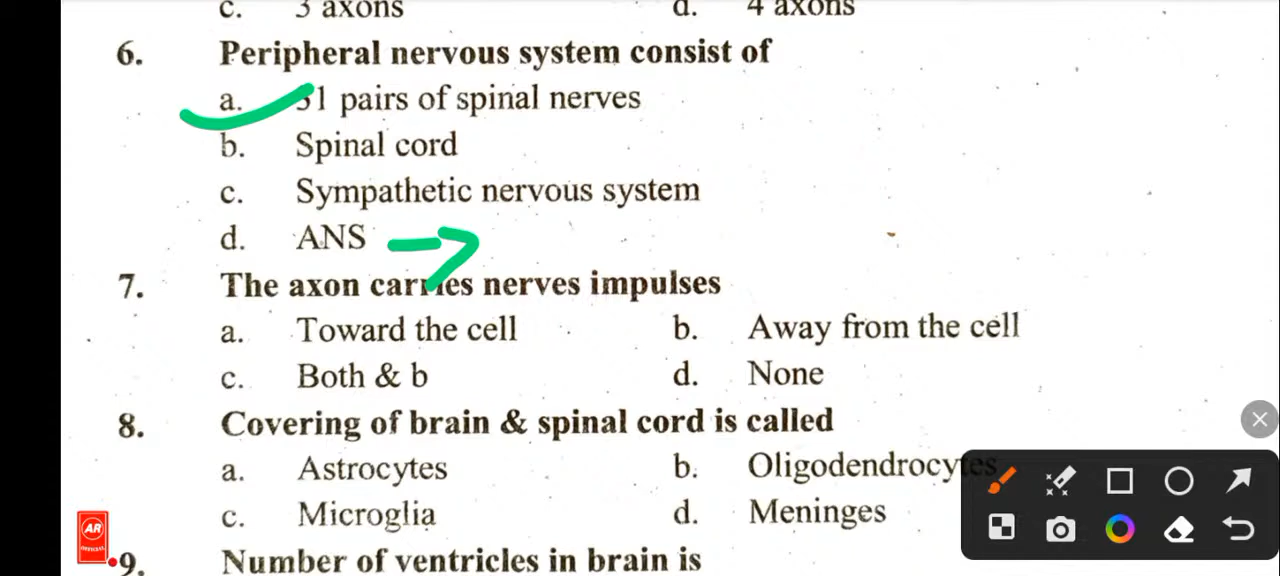 c. 3 axons d. 4 axons
6. Peripheral nervous system consist of
a. 31 pairs of spinal nerves
b. Spinal cord
c. Sympathetic nervous system
d. ANS
7. The axon carries nerves impulses
a. Toward the cell b. Away from the cell
c. Both & b d. None
8. Covering of brain & spinal cord is called
a. Astrocytes b. Oligodendrocytes
c. Microglia d. Meninges
AR
OFFICIAL
9. Number of ventricles in brain is